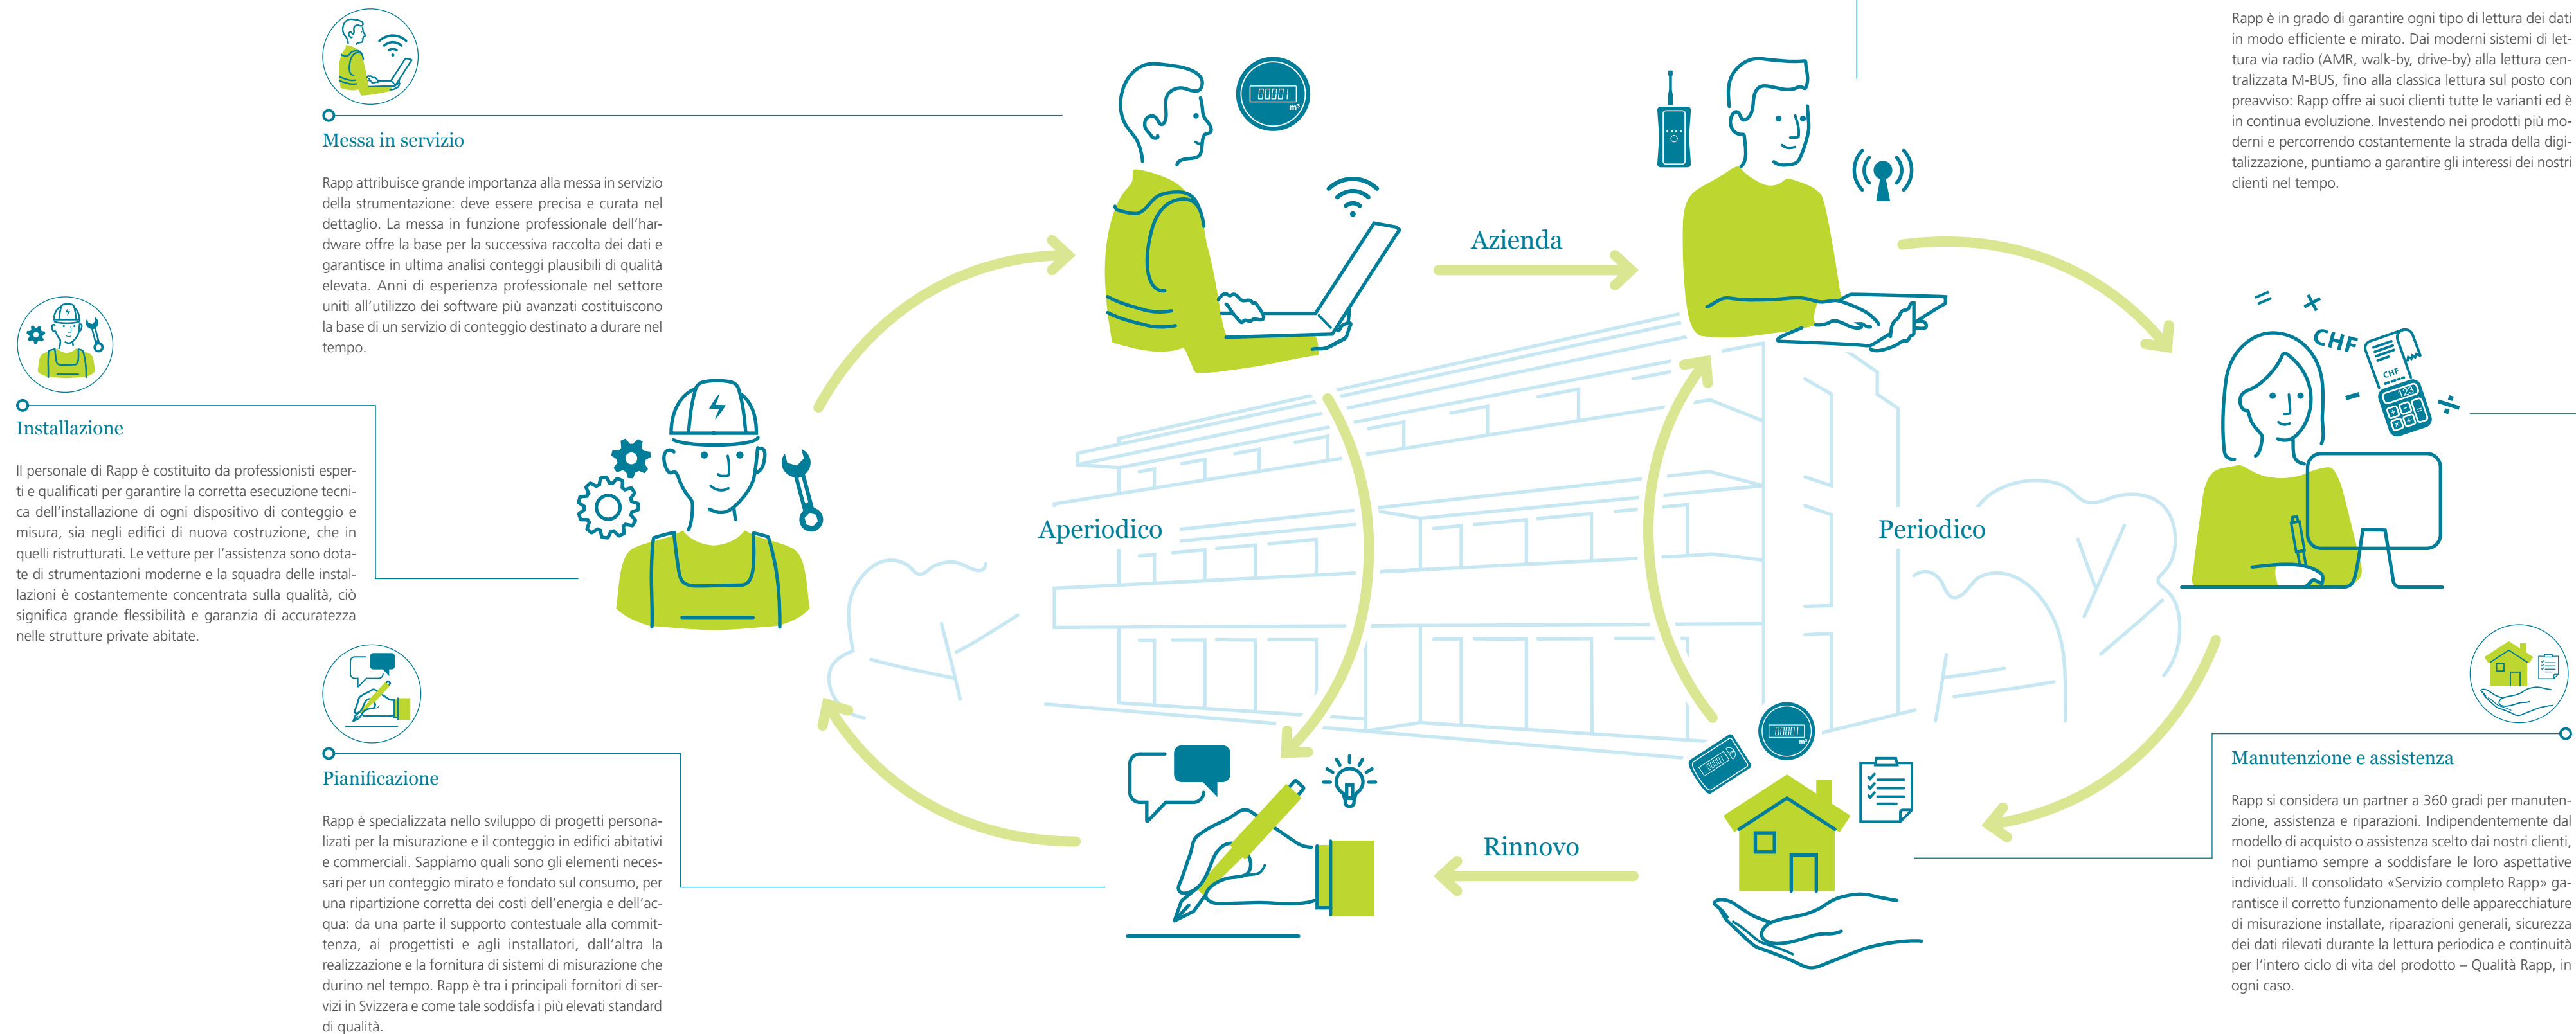 Messa in servizio
Rapp attribuisce grande importanza alla messa in servizio
della strumentazione: deve essere precisa e curata nel
dettaglio. La messa in funzione professionale dell'har-
dware offre la base per la successiva raccolta dei dati e
garantisce in ultima analisi conteggi plausibili di qualità
elevata. Anni di esperienza professionale nel settore
uniti all'utilizzo dei software più avanzati costituiscono
la base di un servizio di conteggio destinato a durare nel
tempo.
Installazione
Il personale di Rapp è costituito da professionisti esper-
ti e qualificati per garantire la corretta esecuzione tecni-
ca dell'installazione di ogni dispositivo di conteggio e
misura, sia negli edifici di nuova costruzione, che in
quelli ristrutturati. Le vetture per l'assistenza sono dota-
te di strumentazioni moderne e la squadra delle instal-
lazioni è costantemente concentrata sulla qualità, ciò
significa grande flessibilità e garanzia di accuratezza
nelle strutture private abitate.
Pianificazione
Rapp è specializzata nello sviluppo di progetti persona-
lizati per la misurazione e il conteggio in edifici abitativi
e commerciali. Sappiamo quali sono gli elementi neces-
sari per un conteggio mirato e fondato sul consumo, per
una ripartizione corretta dei costi dell'energia e dell'ac-
qua: da una parte il supporto contestuale alla commit-
tenza, ai progettisti e agli installatori, dall'altra la
realizzazione e la fornitura di sistemi di misurazione che
durino nel tempo. Rapp è tra i principali fornitori di ser-
vizi in Svizzera e come tale soddisfa i più elevati standard
di qualità.
00001
m³
Azienda
Aperiodico
Periodico
Rinnovo
00001
00001
m³
= ×
CHF
CHF
123
- ÷
Rapp è in grado di garantire ogni tipo di lettura dei dati
in modo efficiente e mirato. Dai moderni sistemi di let-
tura via radio (AMR, walk-by, drive-by) alla lettura cen-
tralizzata M-BUS, fino alla classica lettura sul posto con
preavviso: Rapp offre ai suoi clienti tutte le varianti ed è
in continua evoluzione. Investendo nei prodotti più mo-
derni e percorrendo costantemente la strada della digi-
talizzazione, puntiamo a garantire gli interessi dei nostri
clienti nel tempo.
Manutenzione e assistenza
Rapp si considera un partner a 360 gradi per manuten-
zione, assistenza e riparazioni. Indipendentemente dal
modello di acquisto o assistenza scelto dai nostri clienti,
noi puntiamo sempre a soddisfare le loro aspettative
individuali. Il consolidato «Servizio completo Rapp» ga-
rantisce il corretto funzionamento delle apparecchiature
di misurazione installate, riparazioni generali, sicurezza
dei dati rilevati durante la lettura periodica e continuità
per l'intero ciclo di vita del prodotto – Qualità Rapp, in
ogni caso.